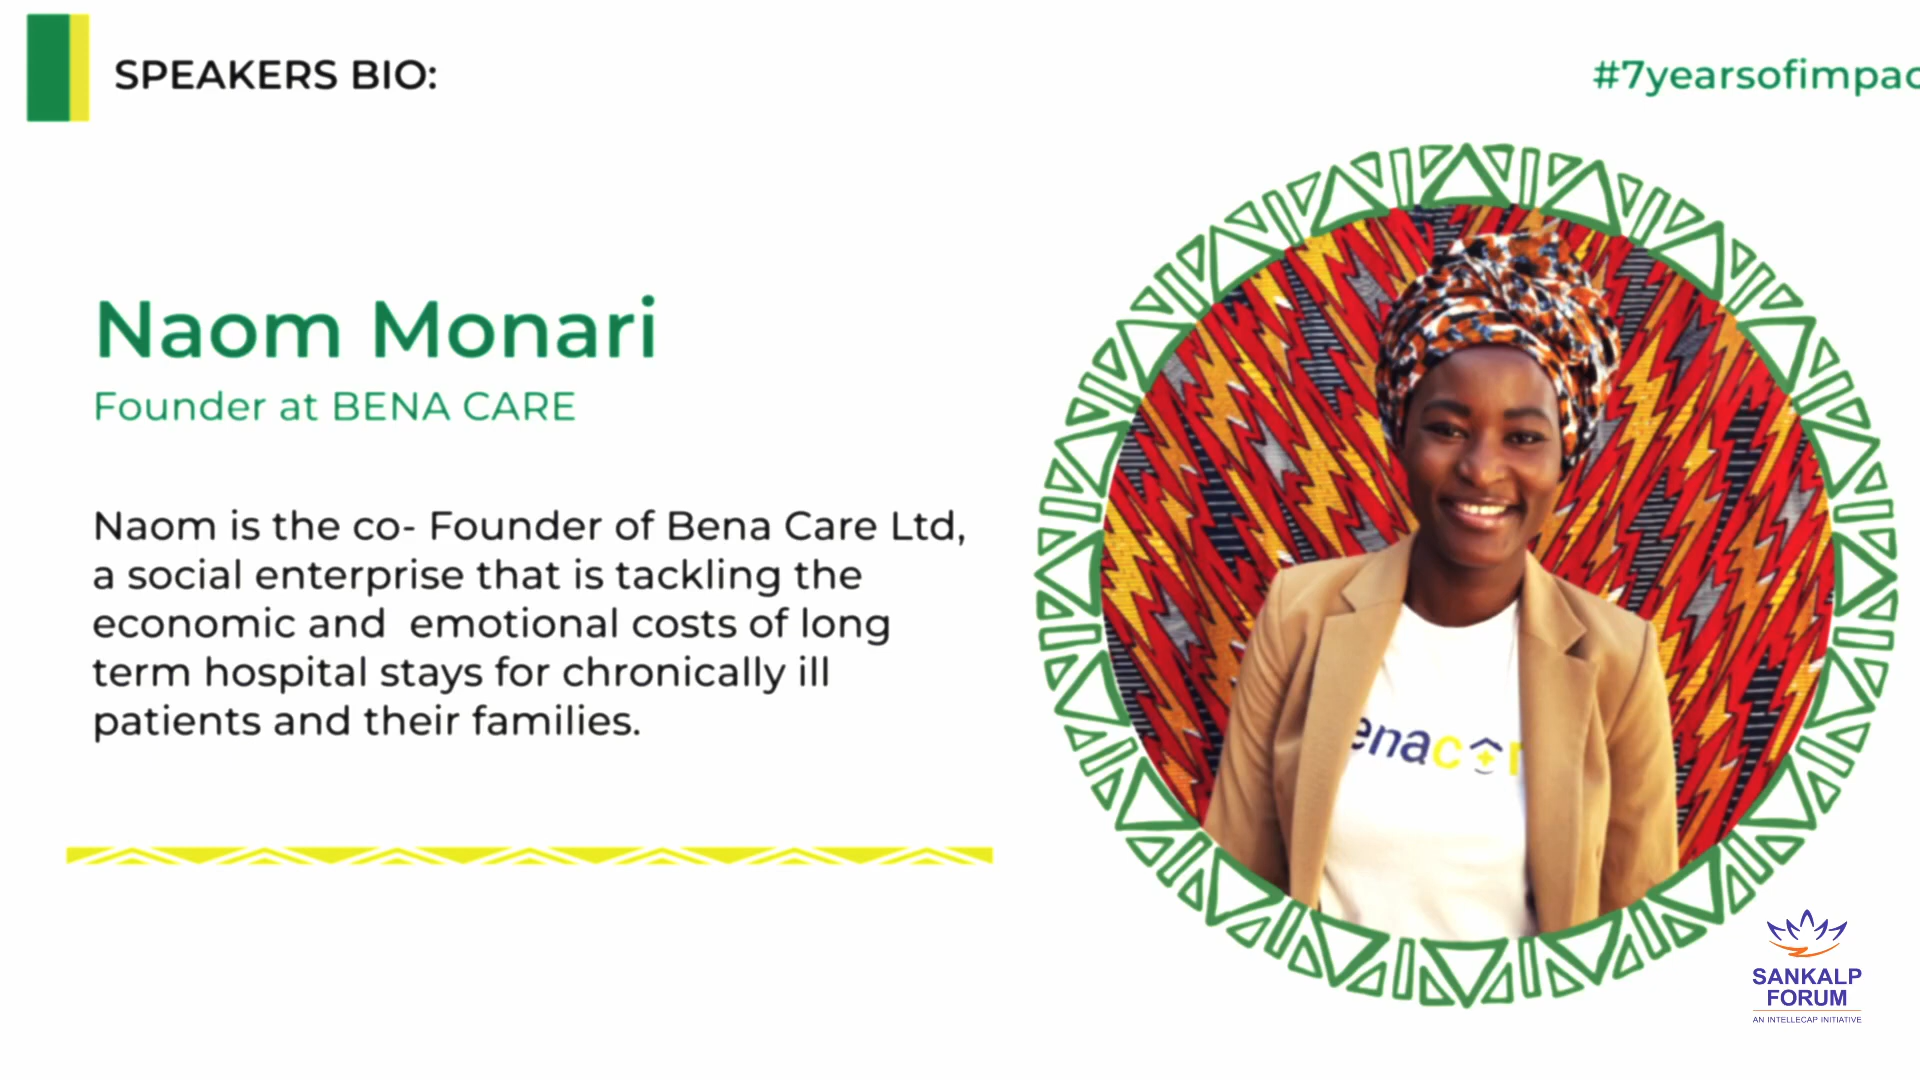 SPEAKERS BIO:
#7yearsofimpac
Naom Monari
Founder at BENA CARE
Naom is the co- Founder of Bena Care Ltd,
a social enterprise that is tackling the
economic and  emotional costs of long
term hospital stays for chronically ill
patients and their families.
enac
SANKALP
FORUM
AN INTELLECAP INITIATIVE